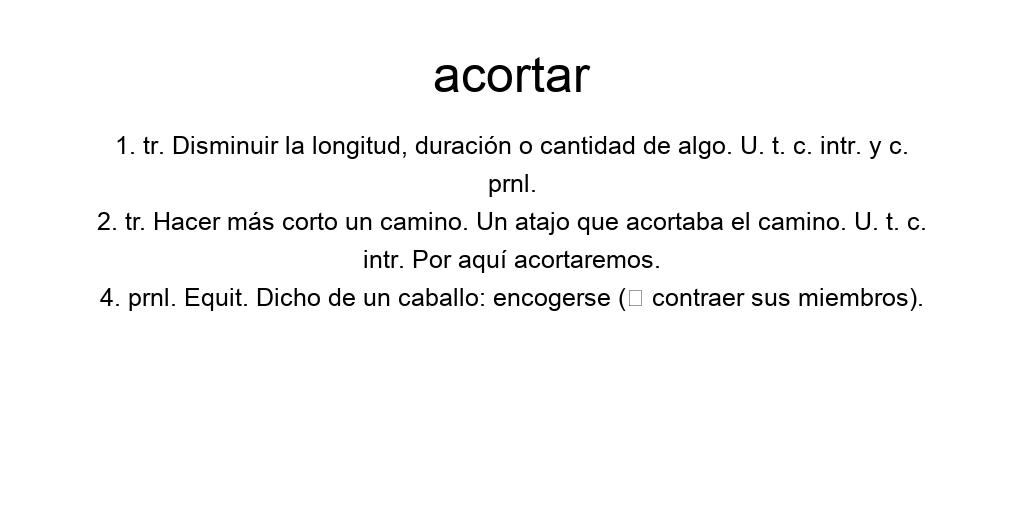 acortar
1. tr. Disminuir la longitud, duración o cantidad de algo. U. t. c. intr. y c.
prnl.
2. tr. Hacer más corto un camino. Un atajo que acortaba el camino. U. t. c.
intr. Por aquí acortaremos.
4. prnl. Equit. Dicho de un caballo: encogerse (□ contraer sus miembros).